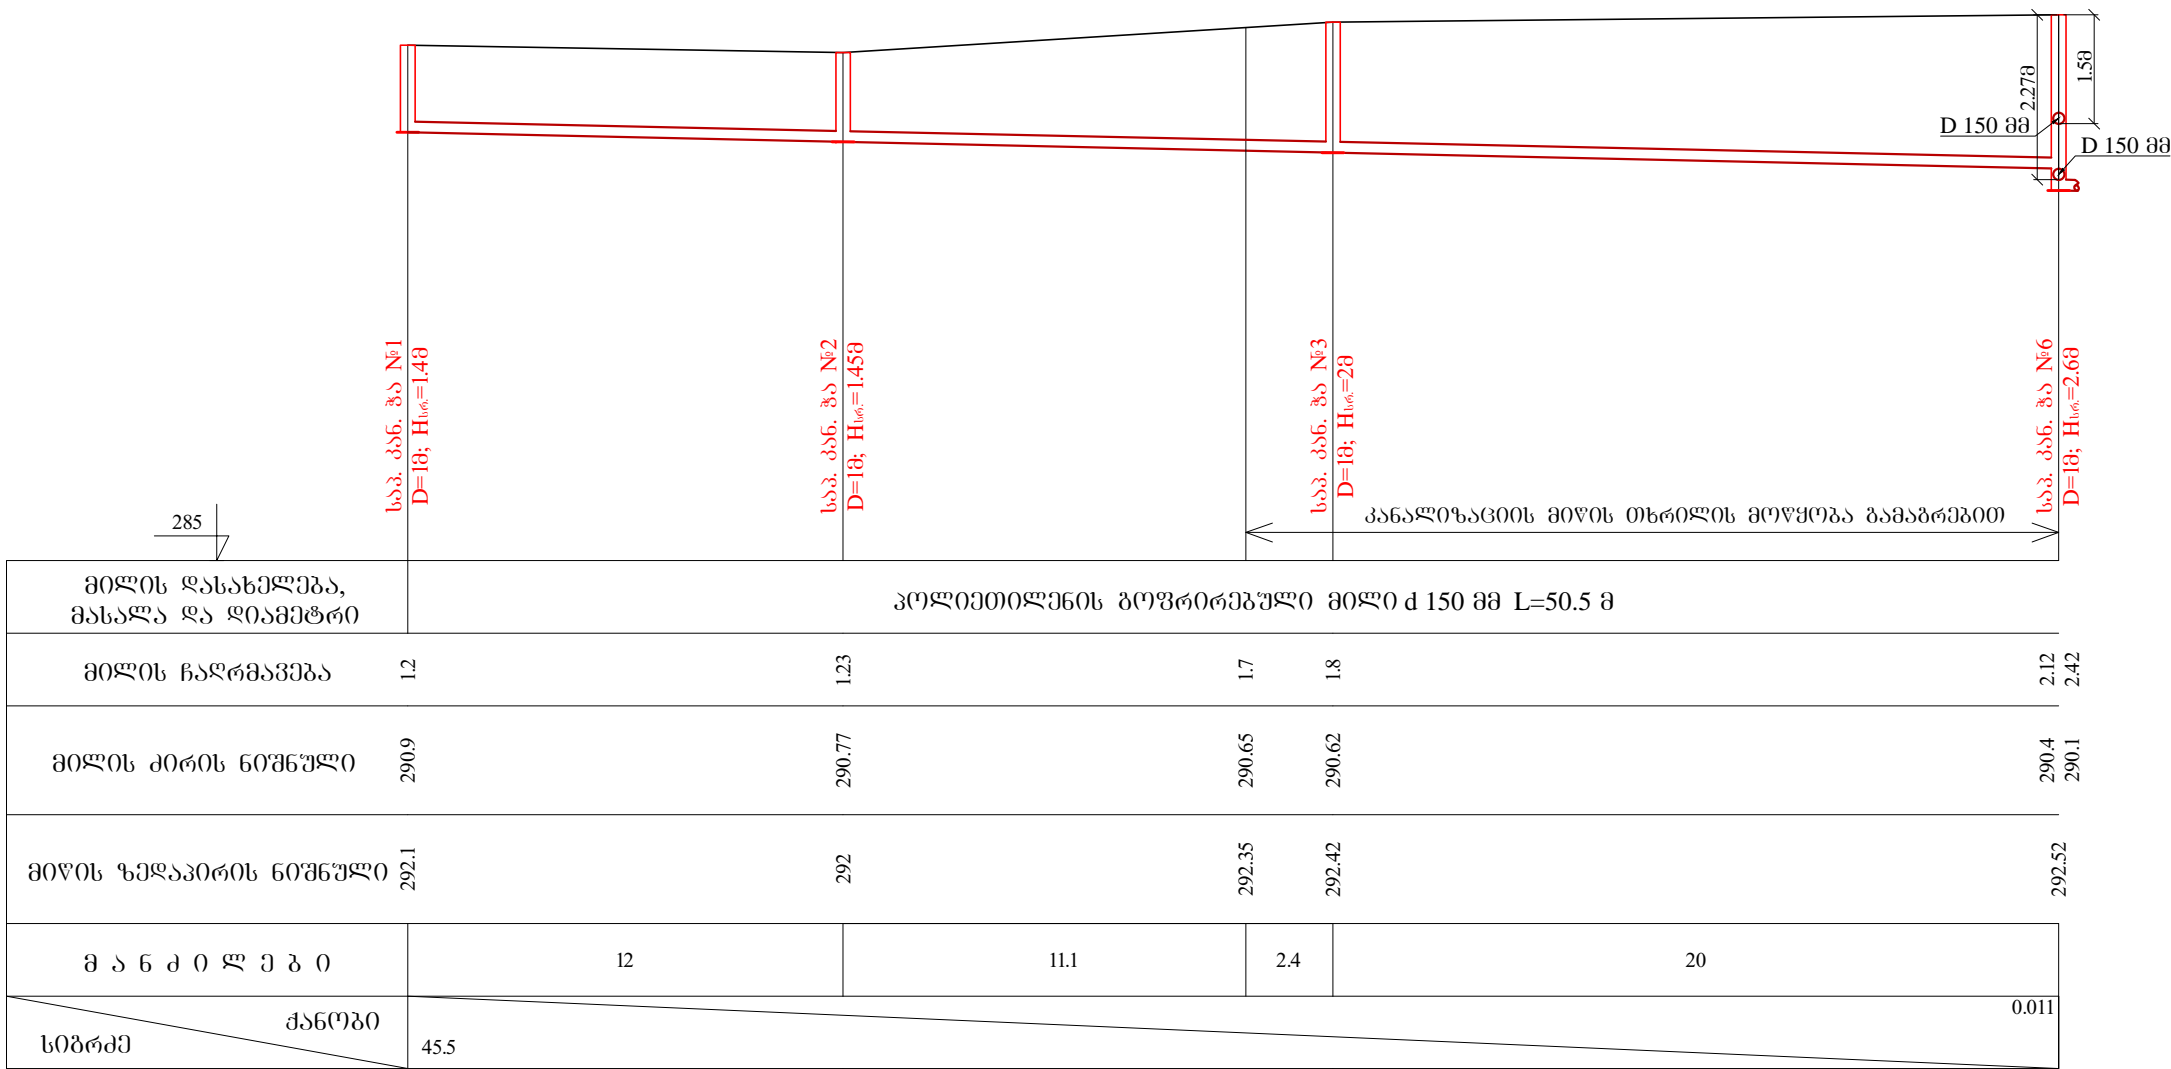 1.5მ
2.27მ
D 150 მმ
D 150 მმ
საპ. კან. ჭა №1
D=1მ; Hსრ.=1.4მ
საპ. კან. ჭა №2
D=1მ; Hსრ.=1.45მ
საპ. კან. ჭა №3
D=1მ; Hსრ.=2მ
საპ. კან. ჭა №6
D=1მ; Hსრ.=2.6მ
კანალიზაციის მიწის თხრილის მოწყობა გამაგრებით
285
მილის დასახელება,
მასალა და დიამეტრი
პოლიეთილენის გოფრირებული მილი d 150 მმ L=50.5 მ
მილის ჩაღრმავება
1.2
1.23
1.7
1.8
2.12
2.42
მილის ძირის ნიშნული
290.9
290.77
290.65
290.62
290.4
290.1
მიწის ზედაპირის ნიშნული
292.1
292
292.35
292.42
292.52
მ ა ნ ძ ი ლ ე ბ ი
12
11.1
2.4
20
ქანობი
სიგრძე
0.011
45.5